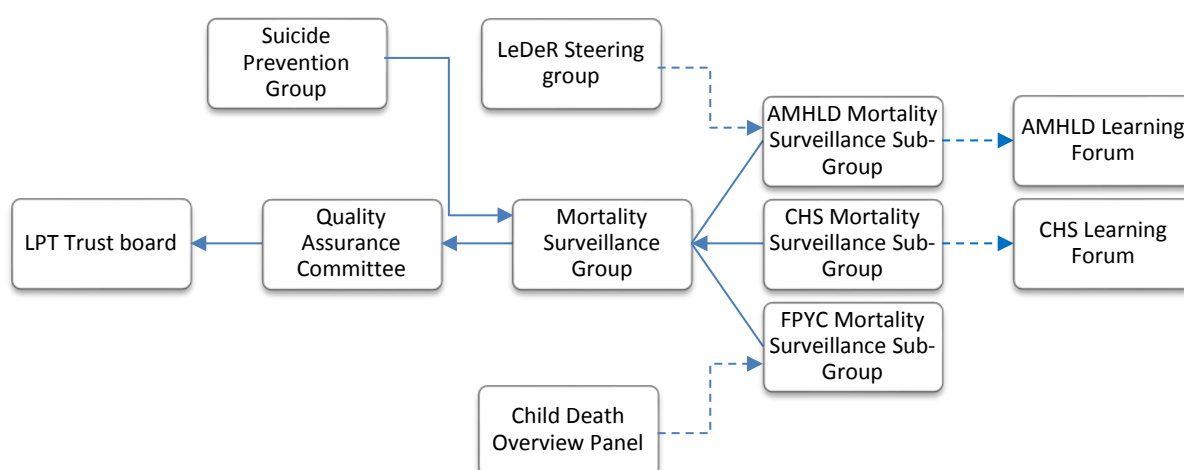 Suicide
Prevention
Group
LeDeR Steering
group
AMHLD Mortality
Surveillance Sub-
Group
AMHLD Learning
Forum
LPT Trust board
Quality
Assurance
Committee
Mortality
Surveillance
Group
CHS Mortality
Surveillance Sub-
Group
CHS Learning
Forum
FPYC Mortality
Surveillance Sub-
Group
Child Death
Overview Panel